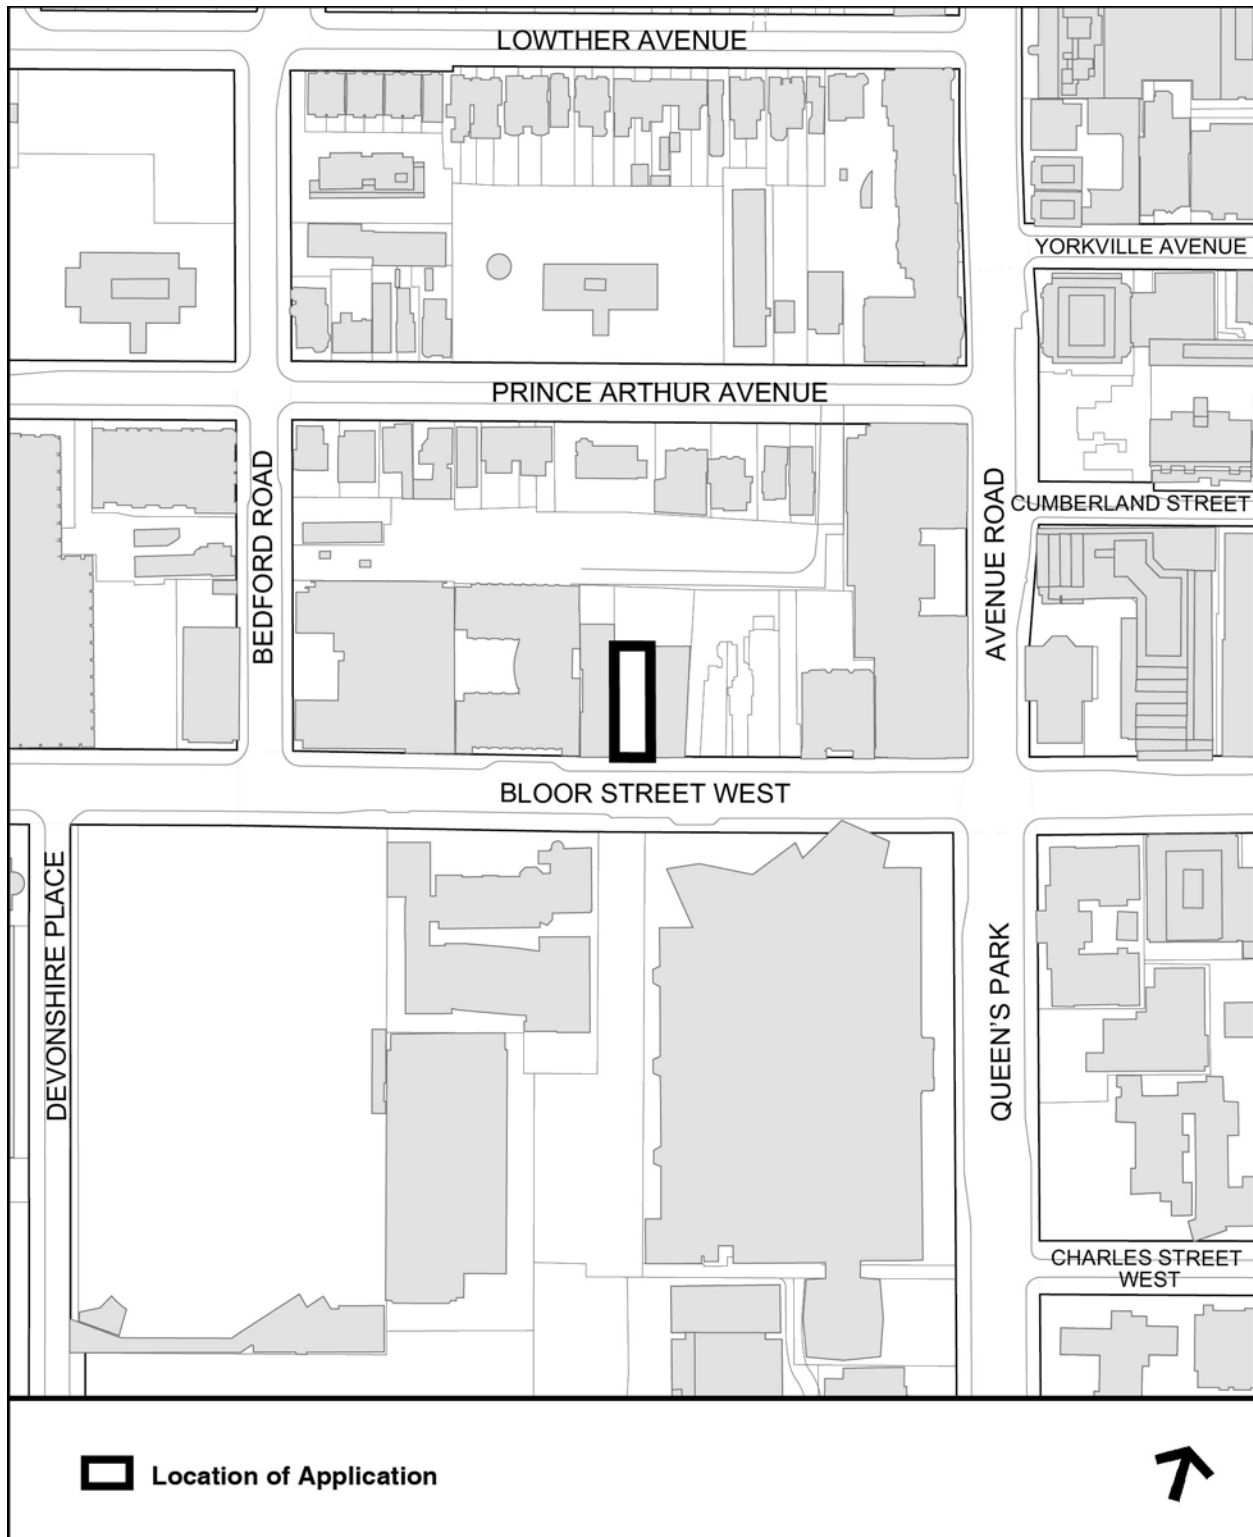 LOWTHER AVENUE
YORKVILLE AVENUE
PRINCE ARTHUR AVENUE
BEDFORD ROAD
AVENUE ROAD
CUMBERLAND STREET
BLOOR STREET WEST
DEVONSHIRE PLACE
QUEEN'S PARK
CHARLES STREET
WEST
Location of Application